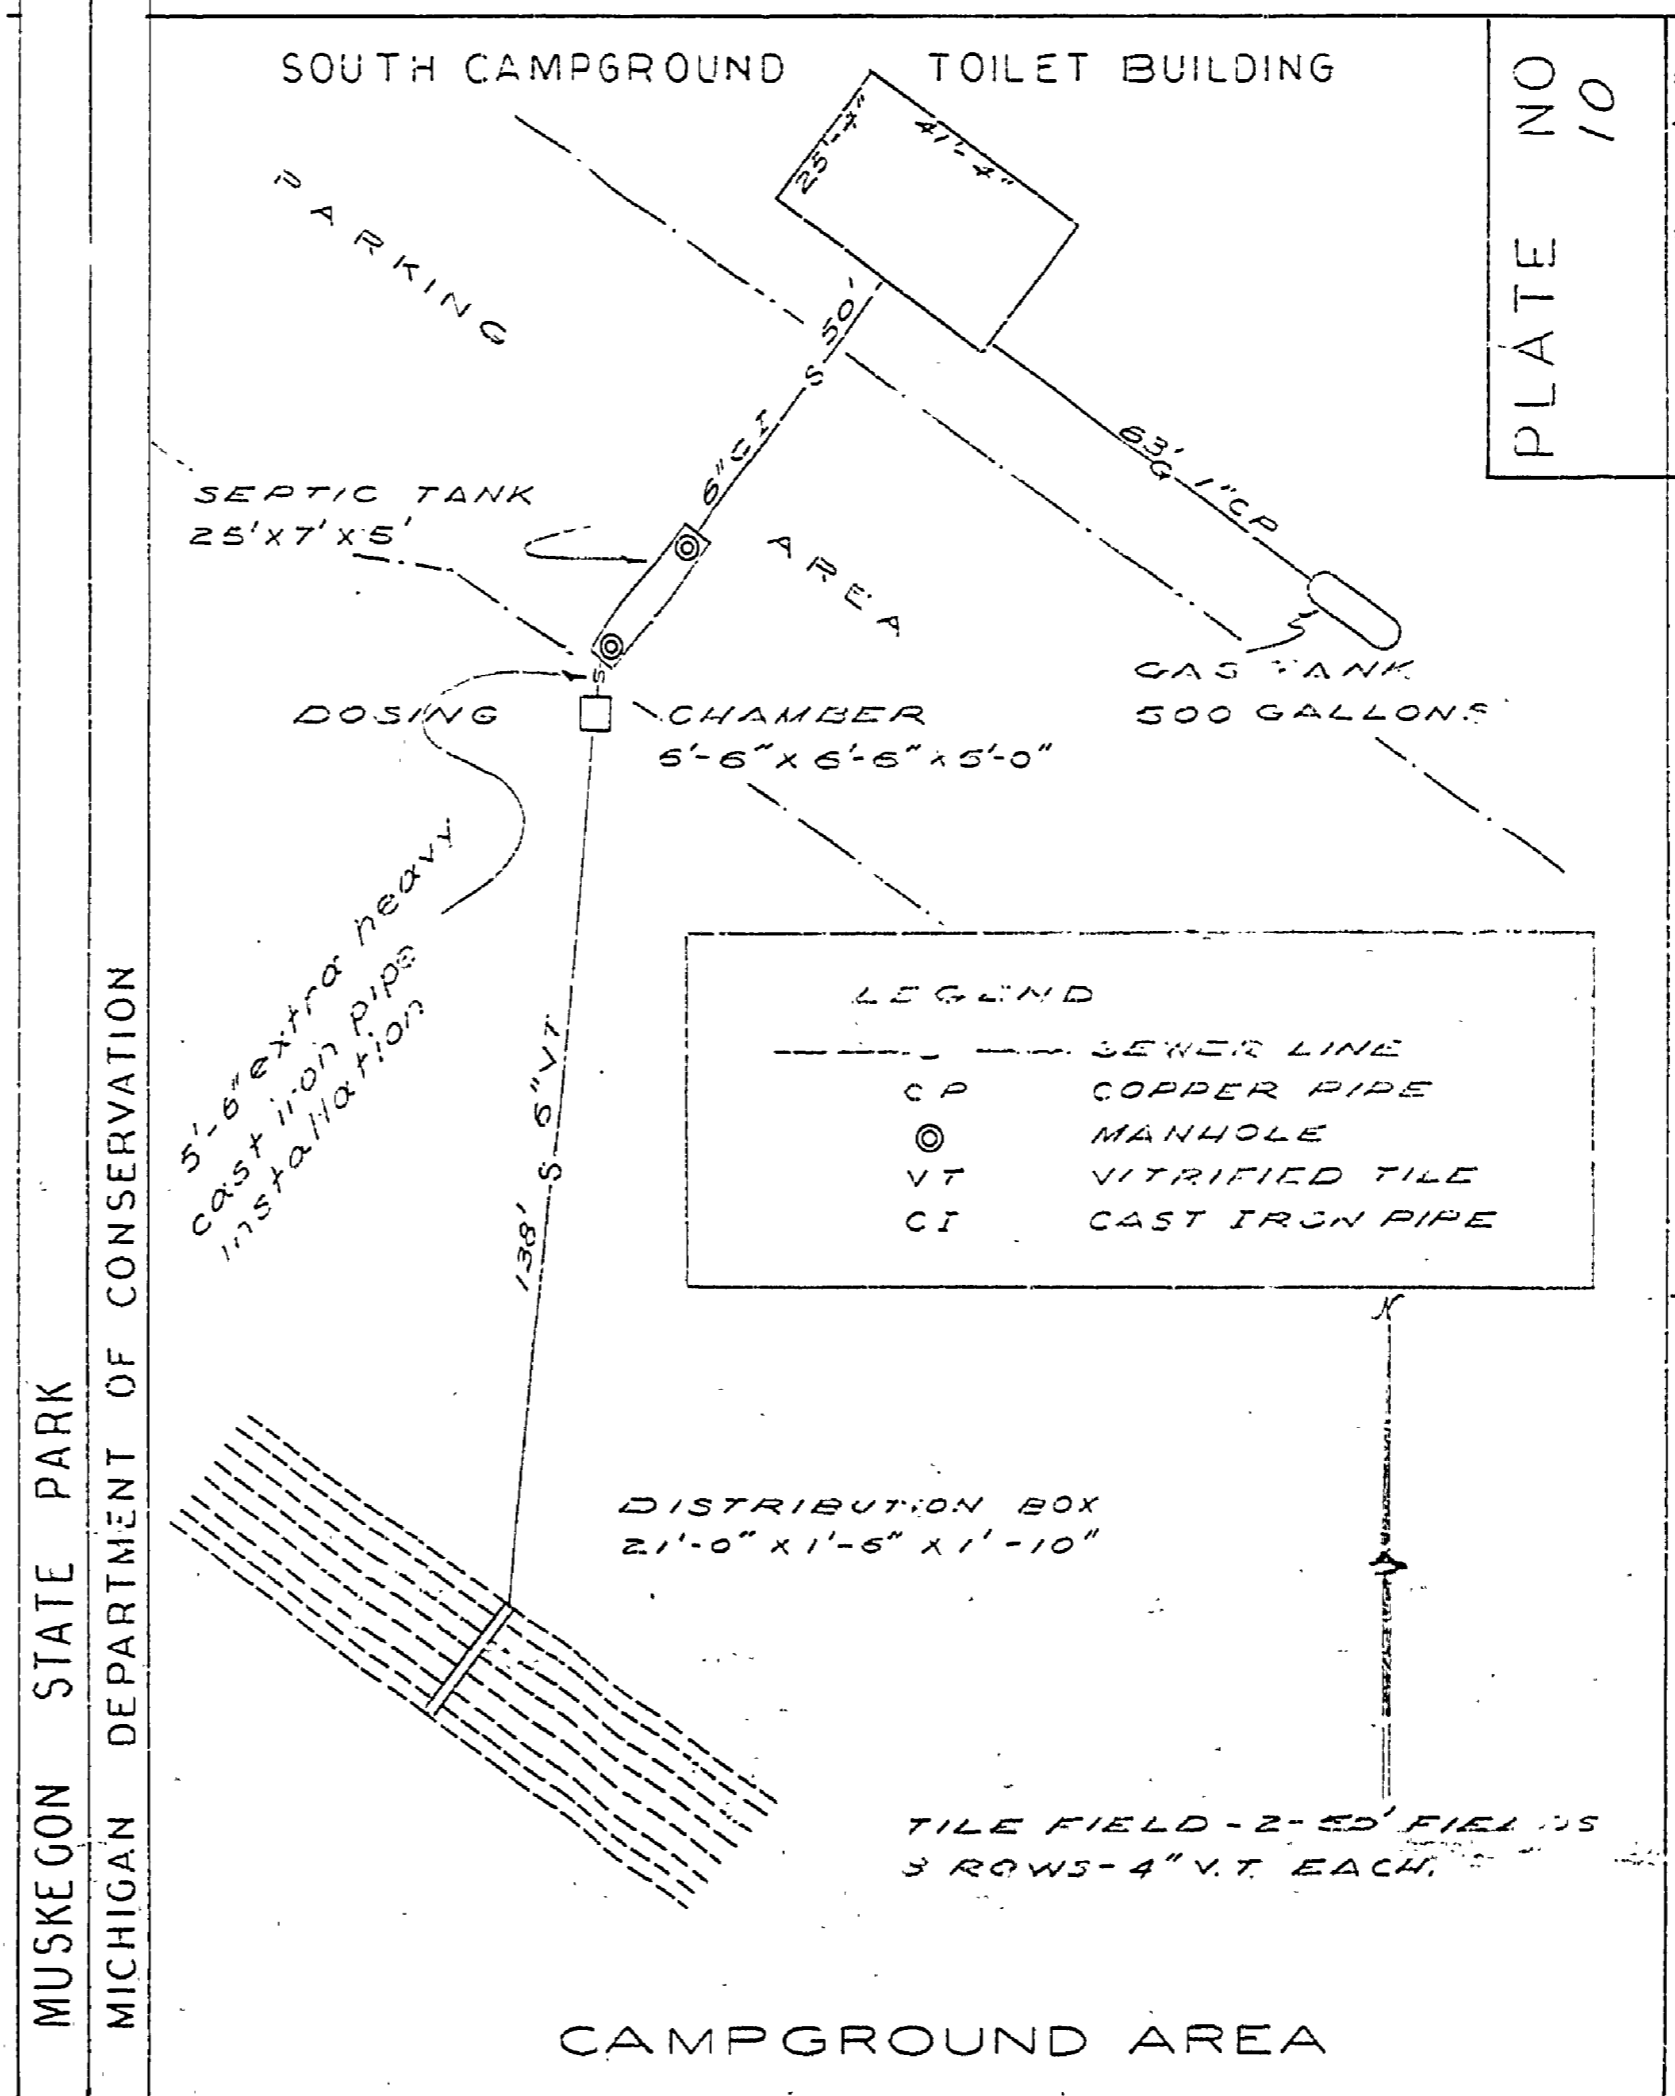 SOUTH CAMPGROUND TOILET BUILDING
PLATE NO
10
25'-4"
41'-4"
PARKING
50'
S
6" CI
63'
G
1" CP
SEPTIC TANK
25' X 7' X 5'
AREA
S
GAS TANK
500 GALLONS
DOSING CHAMBER
6'-6" X 6'-6" X 5'-0"
5'-6" extra heavy
cast iron pipe
installation
LEGEND
SEWER LINE
CP COPPER PIPE
MANHOLE
VT VITRIFIED TILE
CI CAST IRON PIPE
138' S 6" VT
N
DISTRIBUTION BOX
21'-0" X 1'-6" X 1'-10"
TILE FIELD - 2 - FIELDS
ROWS - 4" V.T. EACH.
CAMPGROUND AREA
MUSKEGON STATE PARK
MICHIGAN DEPARTMENT OF CONSERVATION